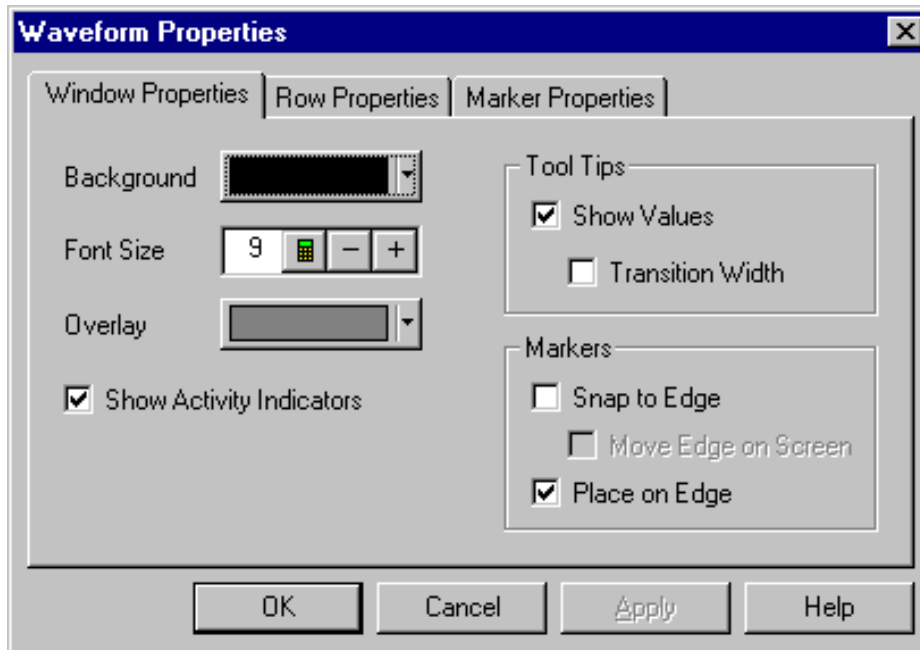 Waveform Properties
Window Properties Row Properties Marker Properties
Background
Font Size 9 - +
Overlay
Show Activity Indicators
Tool Tips
Show Values
Transition Width
Markers
Snap to Edge
Move Edge on Screen
Place on Edge
OK Cancel Apply Help